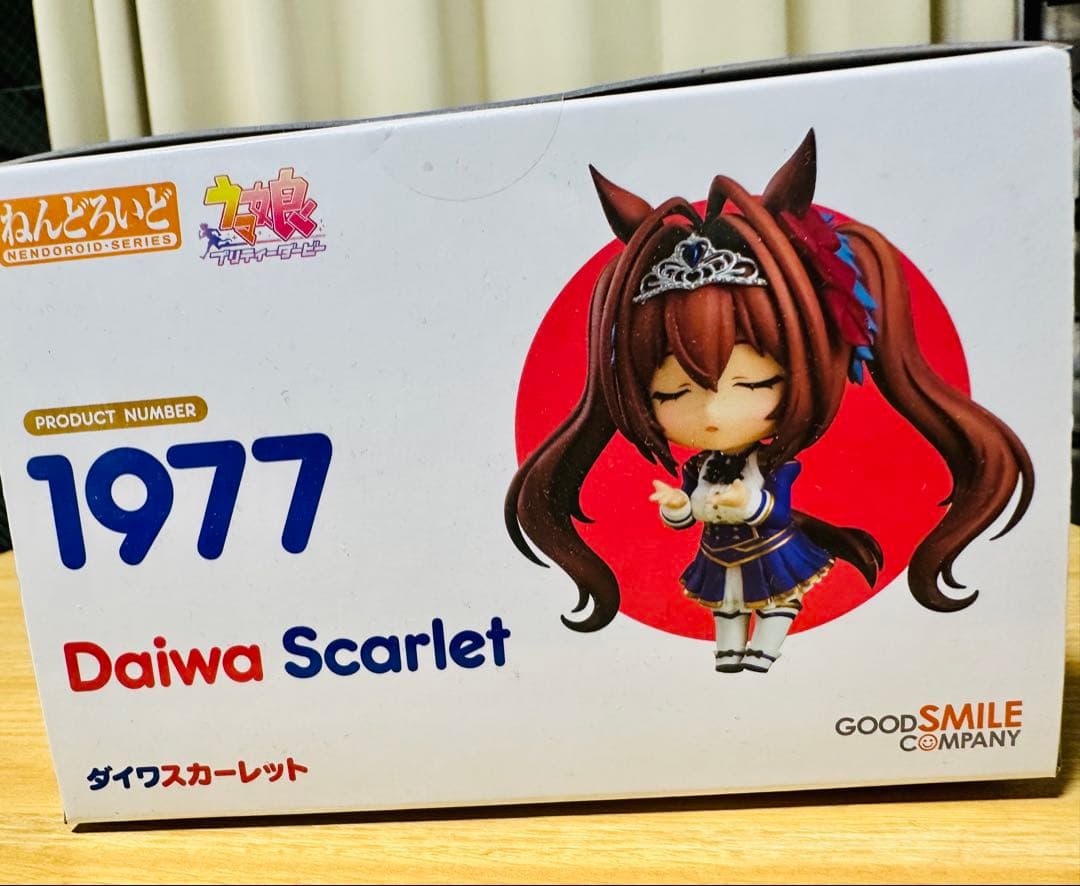 ねんどろいど
NENDOROID・SERIES
ウマ娘
プリティーダービー
PRODUCT NUMBER
1977
Daiwa Scarlet
ダイワスカーレット
GOOD SMILE
COMPANY